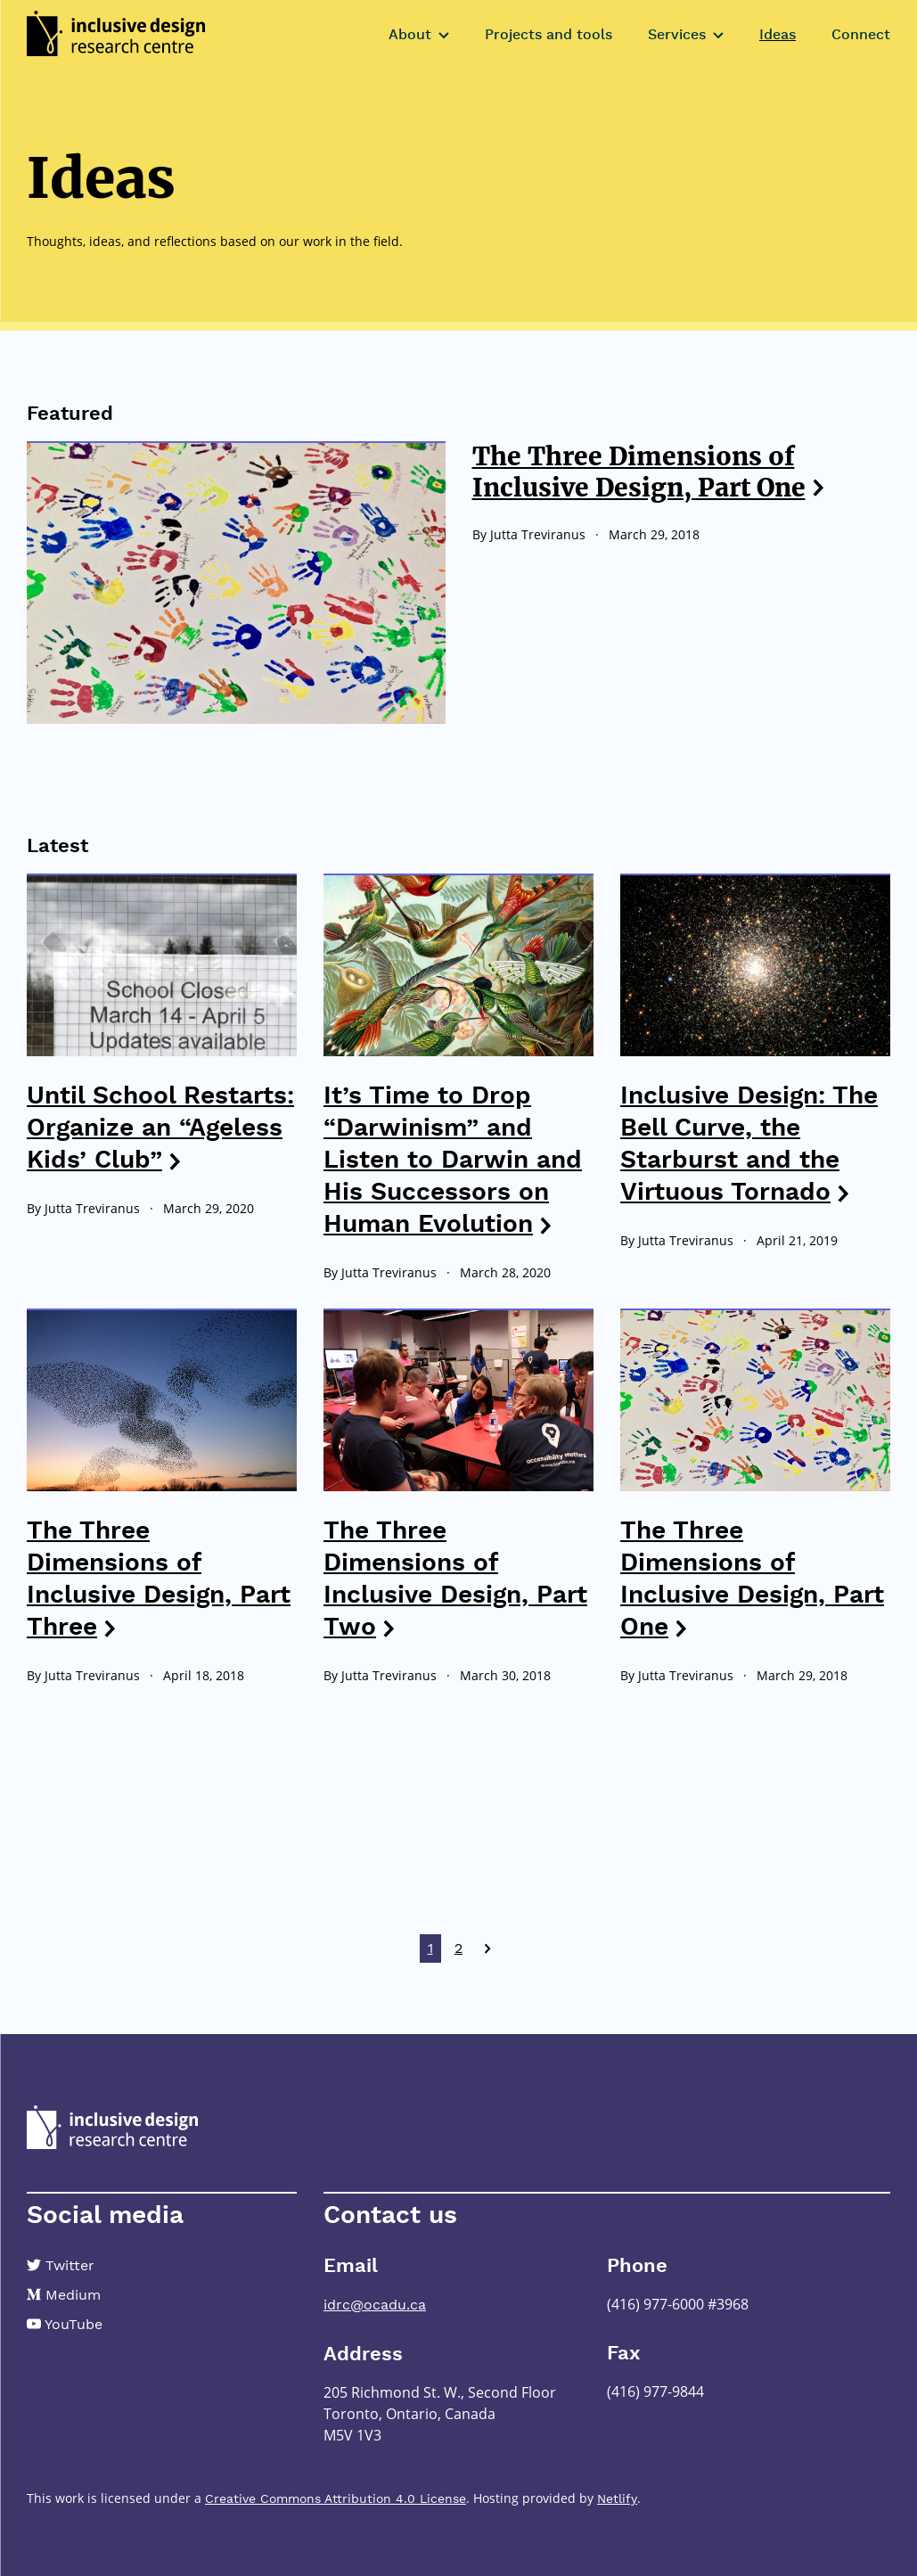 inclusive design
research centre
About
Projects and tools
Services
Ideas
Connect
Ideas
Thoughts, ideas, and reflections based on our work in the field.
Featured
The Three Dimensions of
Inclusive Design, Part One
By Jutta Treviranus · March 29, 2018
Latest
School Closed
March 14 - April 5
Updates available
Until School Restarts:
Organize an “Ageless
Kids’ Club”
By Jutta Treviranus · March 29, 2020
It’s Time to Drop
“Darwinism” and
Listen to Darwin and
His Successors on
Human Evolution
By Jutta Treviranus · March 28, 2020
Inclusive Design: The
Bell Curve, the
Starburst and the
Virtuous Tornado
By Jutta Treviranus · April 21, 2019
The Three
Dimensions of
Inclusive Design, Part
Three
By Jutta Treviranus · April 18, 2018
accessibility matters
The Three
Dimensions of
Inclusive Design, Part
Two
By Jutta Treviranus · March 30, 2018
The Three
Dimensions of
Inclusive Design, Part
One
By Jutta Treviranus · March 29, 2018
1
2
inclusive design
research centre
Social media
Twitter
Medium
YouTube
Contact us
Email
idrc@ocadu.ca
Address
205 Richmond St. W., Second Floor
Toronto, Ontario, Canada
M5V 1V3
Phone
(416) 977-6000 #3968
Fax
(416) 977-9844
This work is licensed under a Creative Commons Attribution 4.0 License. Hosting provided by Netlify.